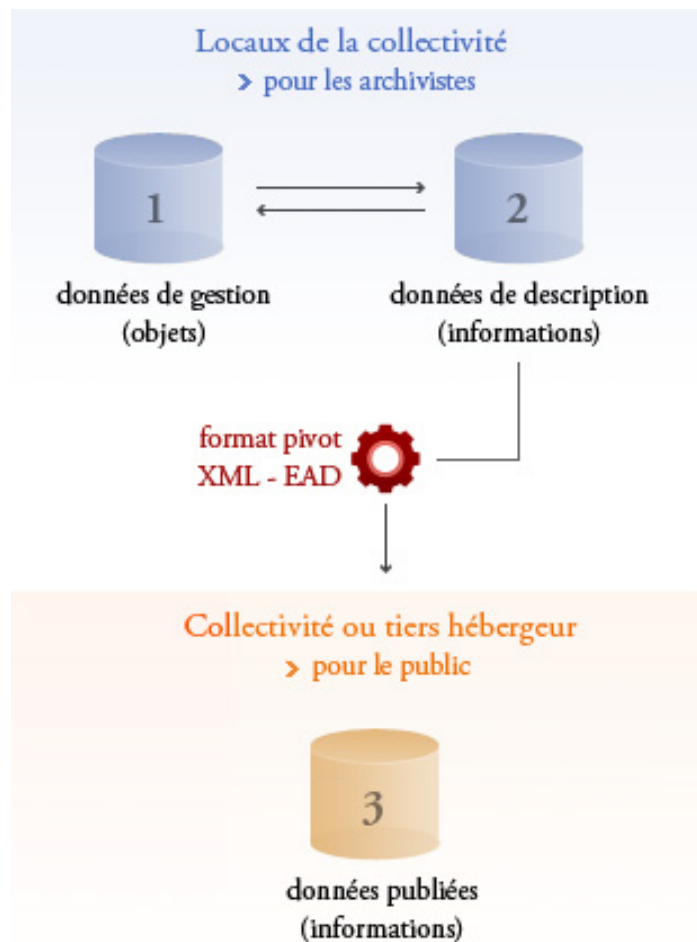 Locaux de la collectivité
> pour les archivistes
1
2
données de gestion
(objets)
données de description
(informations)
format pivot
XML - EAD
Collectivité ou tiers hébergeur
> pour le public
3
données publiées
(informations)